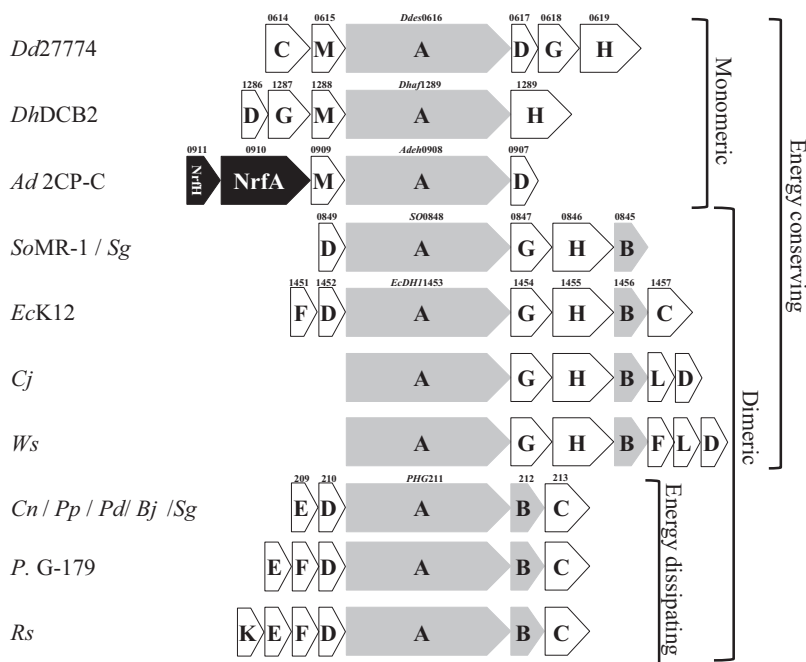 0614 0615 Ddes0616 0617 0618 0619
Dd27774 C M A D G H
1286 1287 1288 Dhaf1289 1289
DhDCB2 D G M A H
0911 0910 0909 Adeh0908 0907
Ad 2CP-C NrfH NrfA M A D
0849 SO0848 0847 0846 0845
SoMR-1 / Sg D A G H B
1451 1452 EcDH11453 1454 1455 1456 1457
EcK12 F D A G H B C
Cj A G H B L D
Ws A G H B F L D
209 210 PHG211 212 213
Cn / Pp / Pd/ Bj /Sg E D A B C
P. G-179 E F D A B C
Rs K E F D A B C
Monomeric
Dimeric
Energy conserving
Energy dissipating